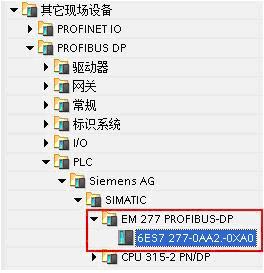 其它现场设备
PROFINET IO
PROFIBUS DP
驱动器
网关
常规
标识系统
I/O
PLC
Siemens AG
SIMATIC
EM 277 PROFIBUS-DP
6ES7 277-0AA2.-0XA0
CPU 315-2 PN/DP